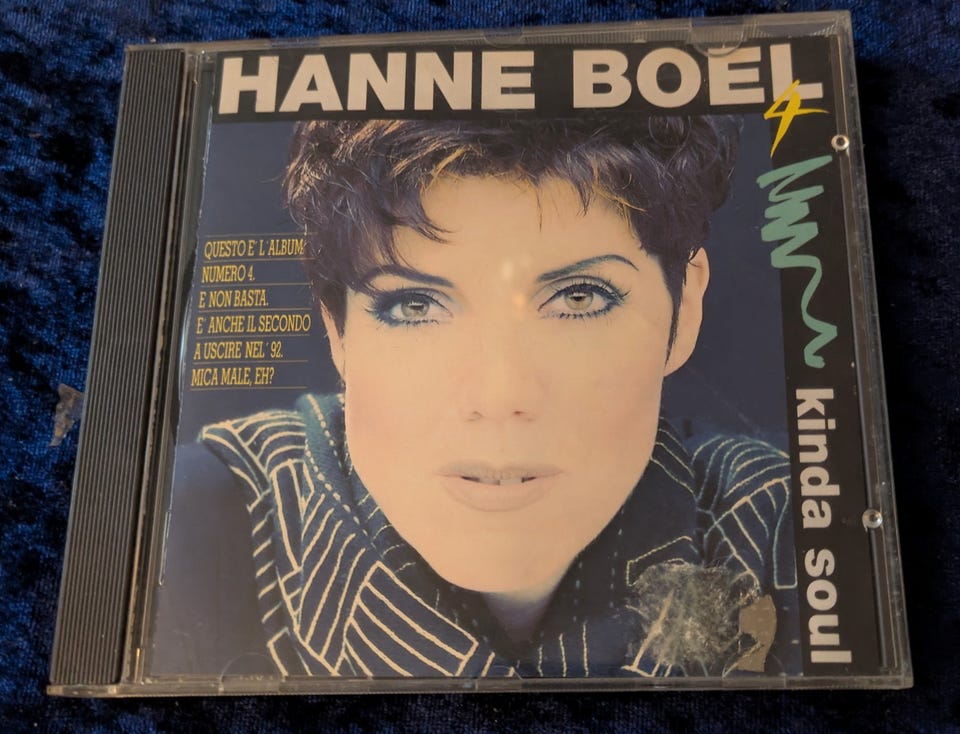 HANNE BOEL
4
QUESTO E' L'ALBUM
NUMERO 4.
E NON BASTA.
E' ANCHE IL SECONDO
A USCIRE NEL '92.
MICA MALE, EH?
kinda soul